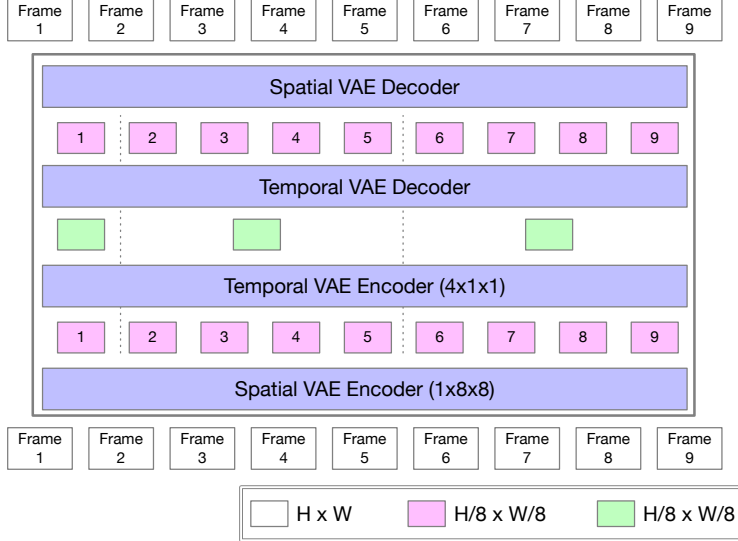 Frame 1 Frame 2 Frame 3 Frame 4 Frame 5 Frame 6 Frame 7 Frame 8 Frame 9
Spatial VAE Decoder
1 2 3 4 5 6 7 8 9
Temporal VAE Decoder
Temporal VAE Encoder (4x1x1)
1 2 3 4 5 6 7 8 9
Spatial VAE Encoder (1x8x8)
Frame 1 Frame 2 Frame 3 Frame 4 Frame 5 Frame 6 Frame 7 Frame 8 Frame 9
H x W H/8 x W/8 H/8 x W/8